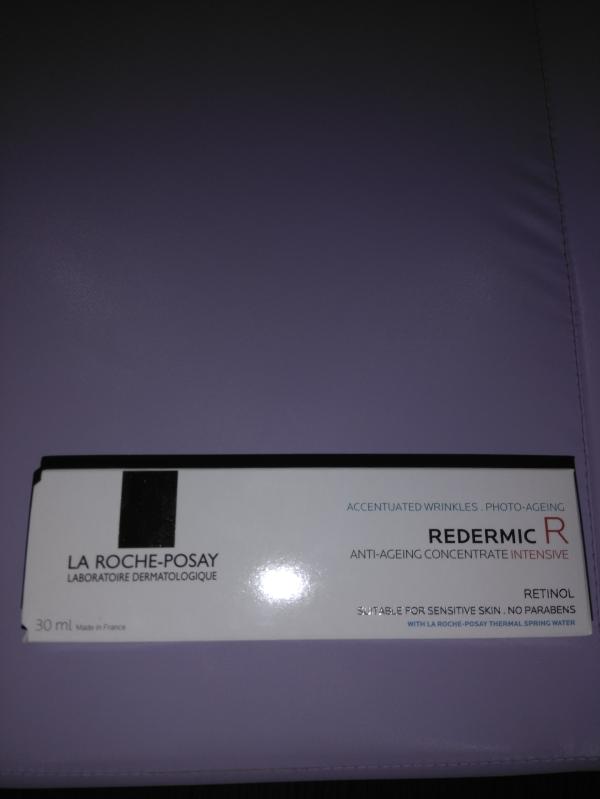 LA ROCHE-POSAY
LABORATOIRE DERMATOLOGIQUE
30 ml Made in France
ACCENTUATED WRINKLES . PHOTO-AGEING
REDERMIC R
ANTI-AGEING CONCENTRATE INTENSIVE
RETINOL
SUITABLE FOR SENSITIVE SKIN . NO PARABENS
WITH LA ROCHE-POSAY THERMAL SPRING WATER